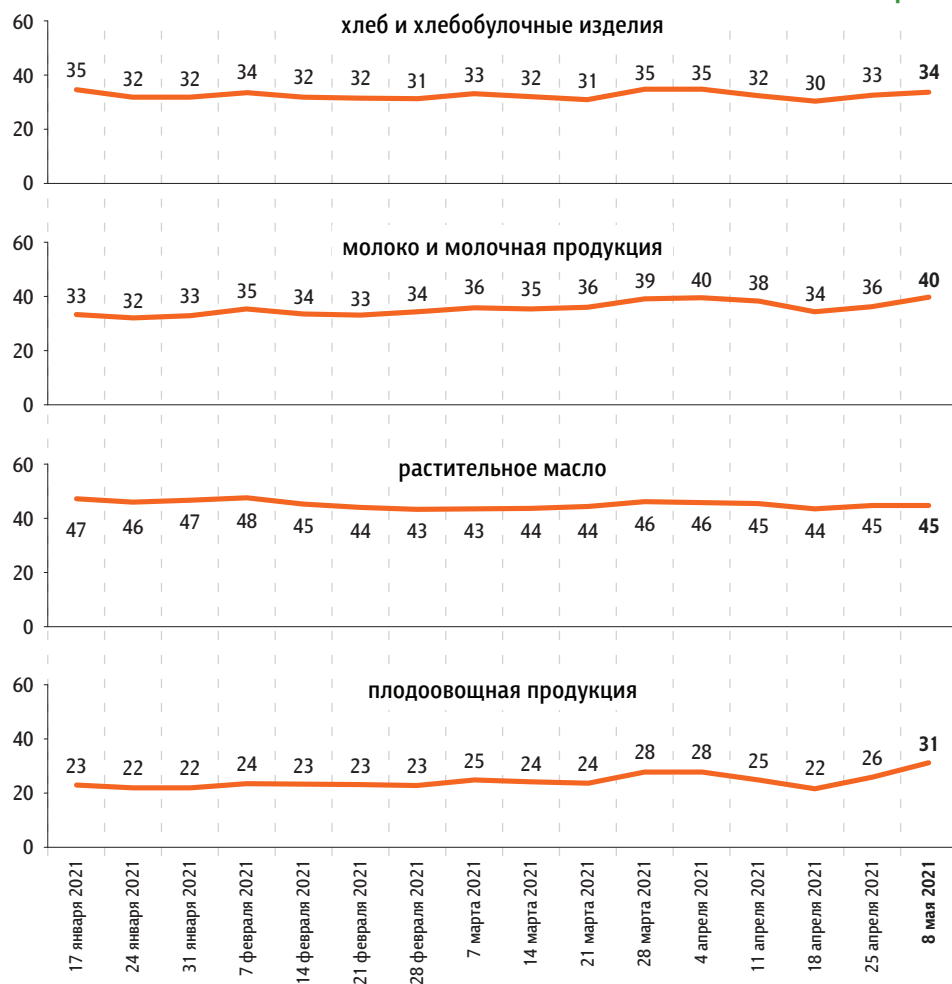 хлеб и хлебобулочные изделия
60
40
20
0
35 32 32 34 32 32 31 33 32 31 35 35 32 30 33 34
молоко и молочная продукция
60
40
20
0
33 32 33 35 34 33 34 36 35 36 39 40 38 34 36 40
растительное масло
60
40
20
0
47 46 47 48 45 44 43 43 44 44 46 46 45 44 45 45
плодоовощная продукция
60
40
20
0
23 22 22 24 23 23 23 25 24 24 28 28 25 22 26 31
17 января 2021
24 января 2021
31 января 2021
7 февраля 2021
14 февраля 2021
21 февраля 2021
28 февраля 2021
7 марта 2021
14 марта 2021
21 марта 2021
28 марта 2021
4 апреля 2021
11 апреля 2021
18 апреля 2021
25 апреля 2021
8 мая 2021